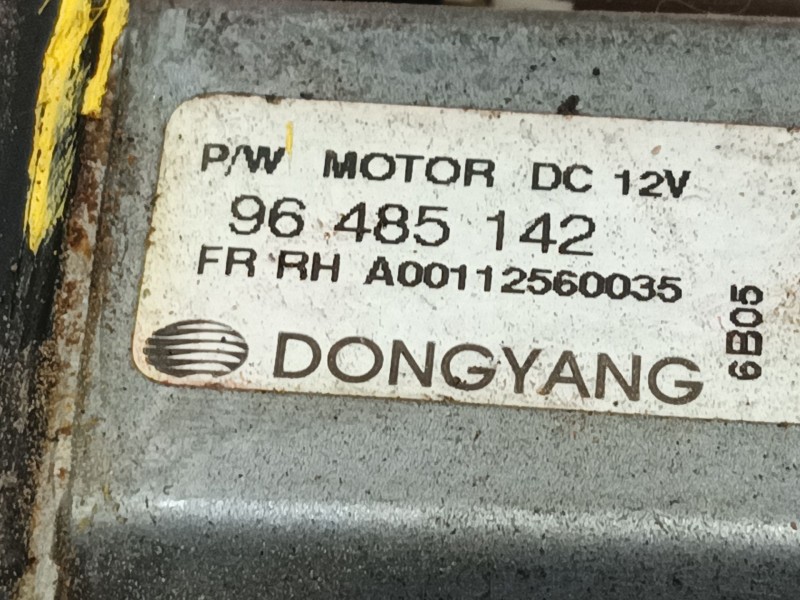 P/W MOTOR DC 12V
96 485 142
FR RH A00112560035
DONGYANG
6B05